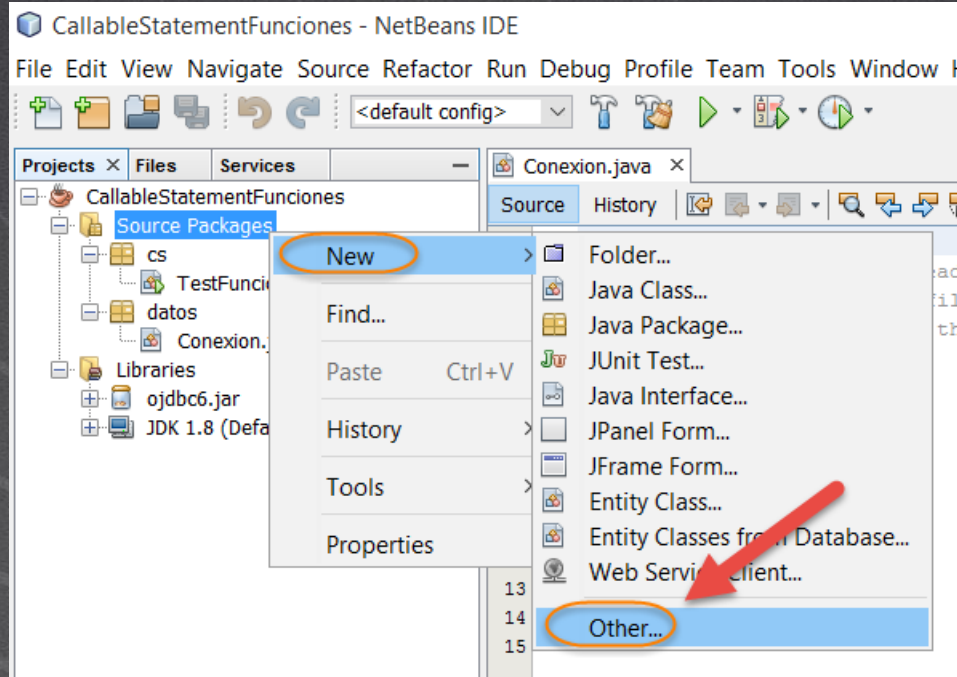 CallableStatementFunciones - NetBeans IDE
File Edit View Navigate Source Refactor Run Debug Profile Team Tools Window
<default config>
Projects Files Services
Conexion.java
CallableStatementFunciones
Source History
Source Packages
cs
TestFunci
datos
Conexion.
Libraries
ojdbc6.jar
JDK 1.8 (Defa
New
Find...
Paste Ctrl+V
History
Tools
Properties
Folder...
Java Class...
Java Package...
JUnit Test...
Java Interface...
JPanel Form...
JFrame Form...
Entity Class...
Entity Classes from Database...
Web Service Client...
Other...
13
14
15